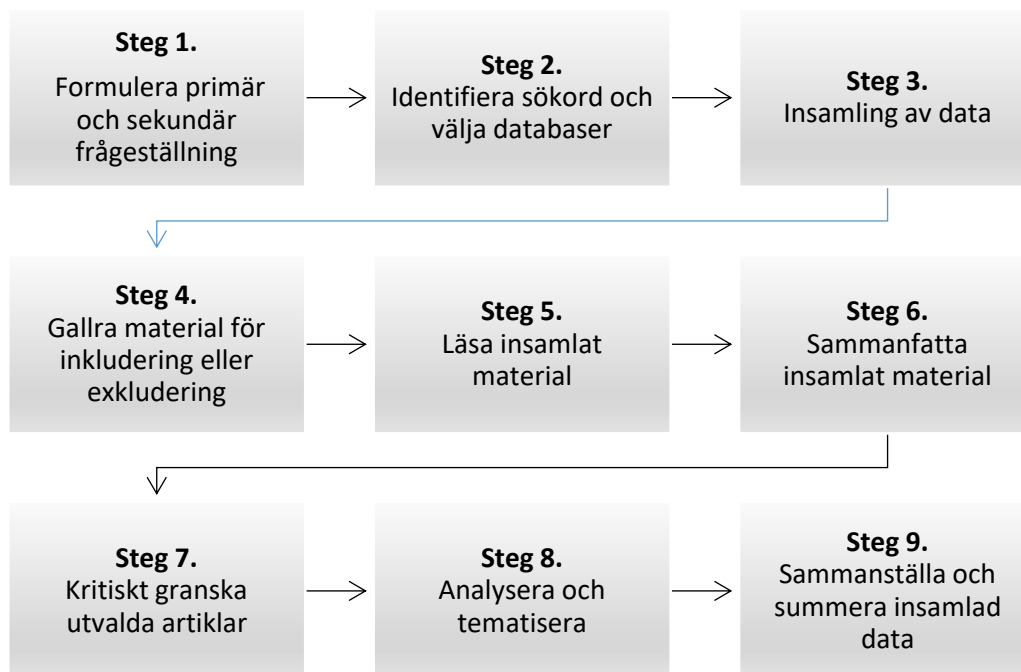 Steg 1.
Formulera primär
och sekundär
frågeställning
Steg 2.
Identifiera sökord och
välja databaser
Steg 3.
Insamling av data
Steg 4.
Gallra material för
inkludering eller
exkludering
Steg 5.
Läsa insamlat
material
Steg 6.
Sammanfatta
insamlat material
Steg 7.
Kritiskt granska
utvalda artiklar
Steg 8.
Analysera och
tematisera
Steg 9.
Sammanställa och
summera insamlad
data